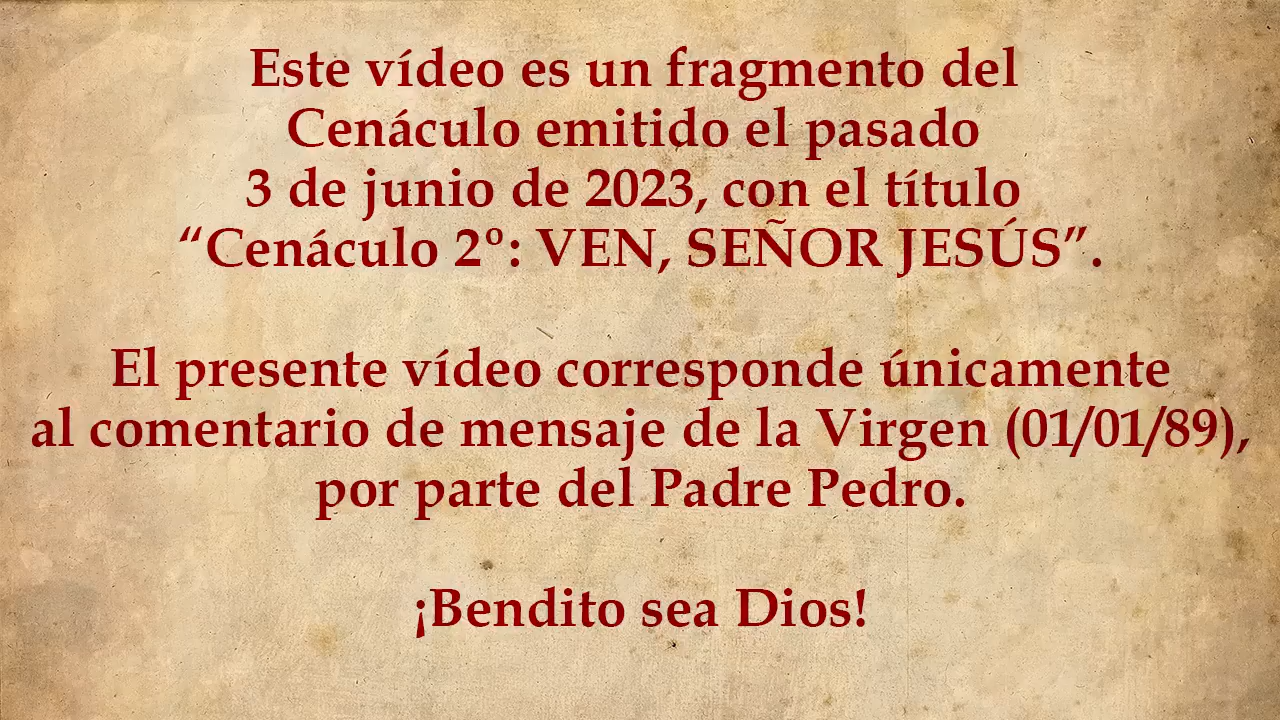 Este vídeo es un fragmento del
Cenáculo emitido el pasado
3 de junio de 2023, con el título
“Cenáculo 2º: VEN, SEÑOR JESÚS”.
El presente vídeo corresponde únicamente
al comentario de mensaje de la Virgen (01/01/89),
por parte del Padre Pedro.
¡Bendito sea Dios!